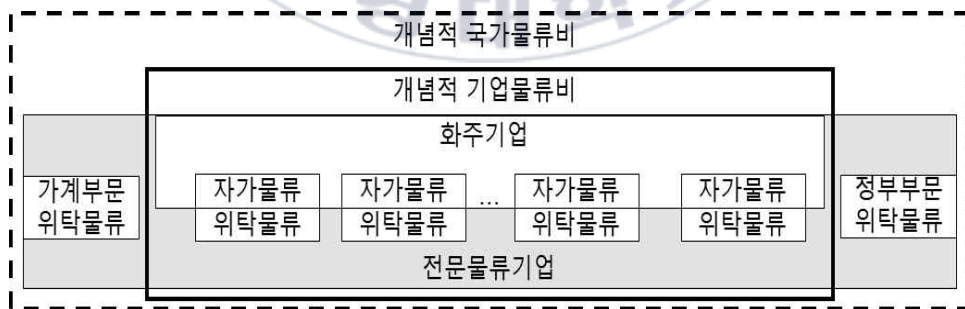 개념적 국가물류비
개념적 기업물류비
화주기업
가계부문
위탁물류
자가물류
위탁물류
자가물류
위탁물류
...
자가물류
위탁물류
자가물류
위탁물류
정부부문
위탁물류
전문물류기업